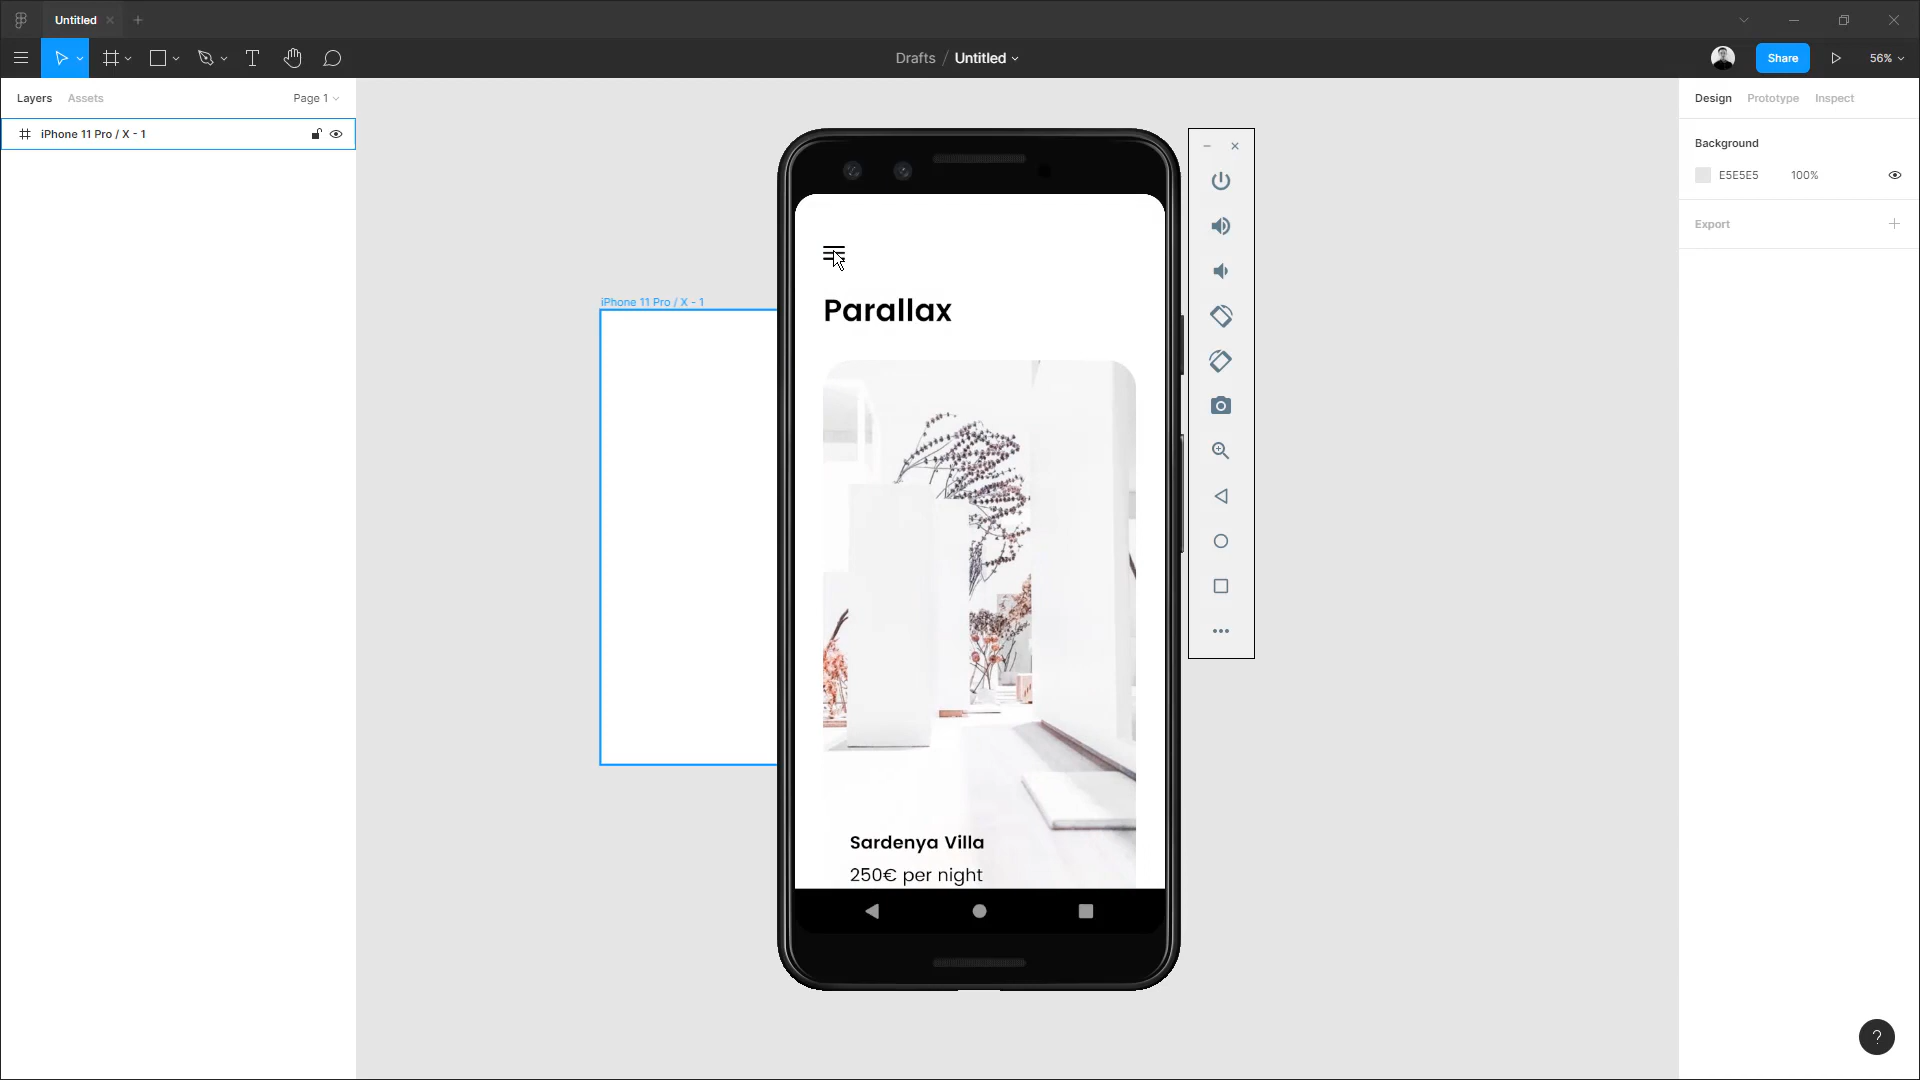 Untitled
Drafts / Untitled
Share
56%
Layers
Assets
Page 1
Design
Prototype
Inspect
iPhone 11 Pro / X - 1
Background
E5E5E5
100%
Export
iPhone 11 Pro / X - 1
Parallax
Sardenya Villa
250€ per night
?